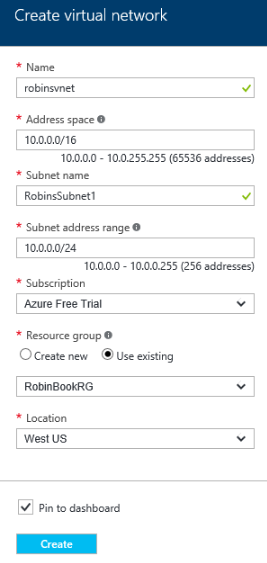 Create virtual network
* Name
robinsvnet
* Address space
10.0.0.0/16
10.0.0.0 - 10.0.255.255 (65536 addresses)
* Subnet name
RobinsSubnet1
* Subnet address range
10.0.0.0/24
10.0.0.0 - 10.0.0.255 (256 addresses)
* Subscription
Azure Free Trial
* Resource group
Create new Use existing
RobinBookRG
* Location
West US
Pin to dashboard
Create